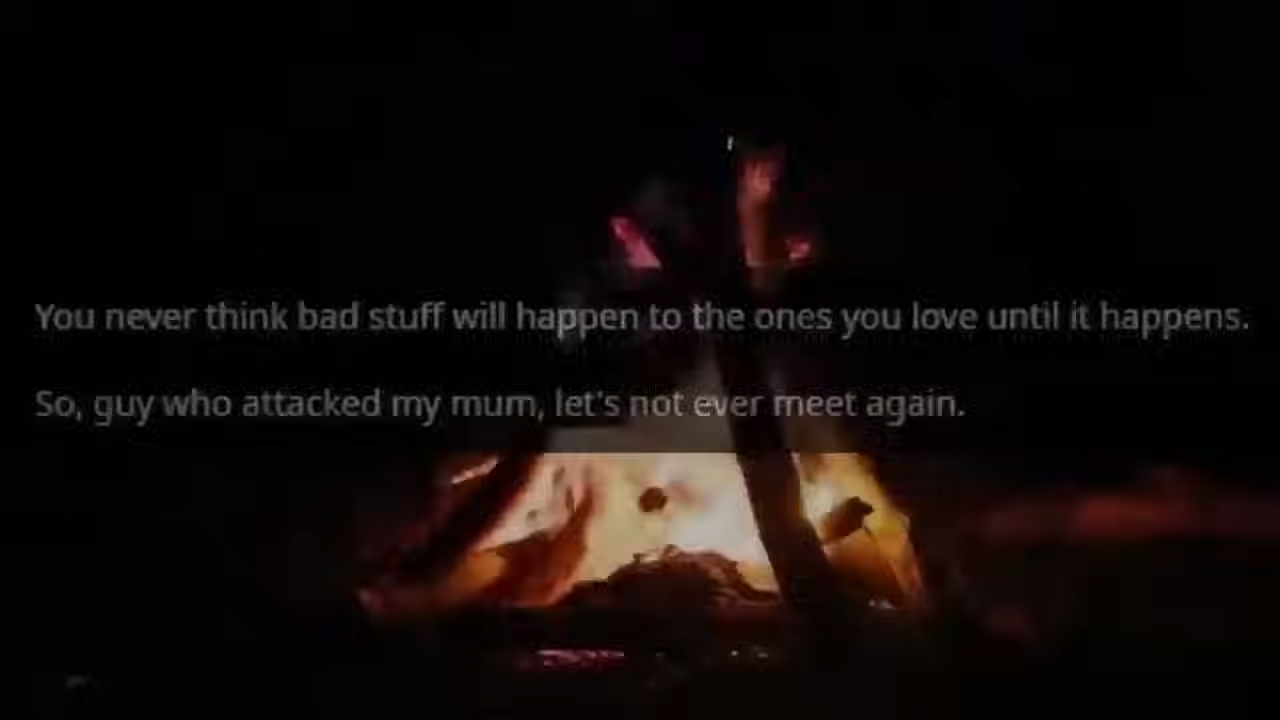 You never think bad stuff will happen to the ones you love until it happens.
So, guy who attacked my mum, let's not ever meet again.